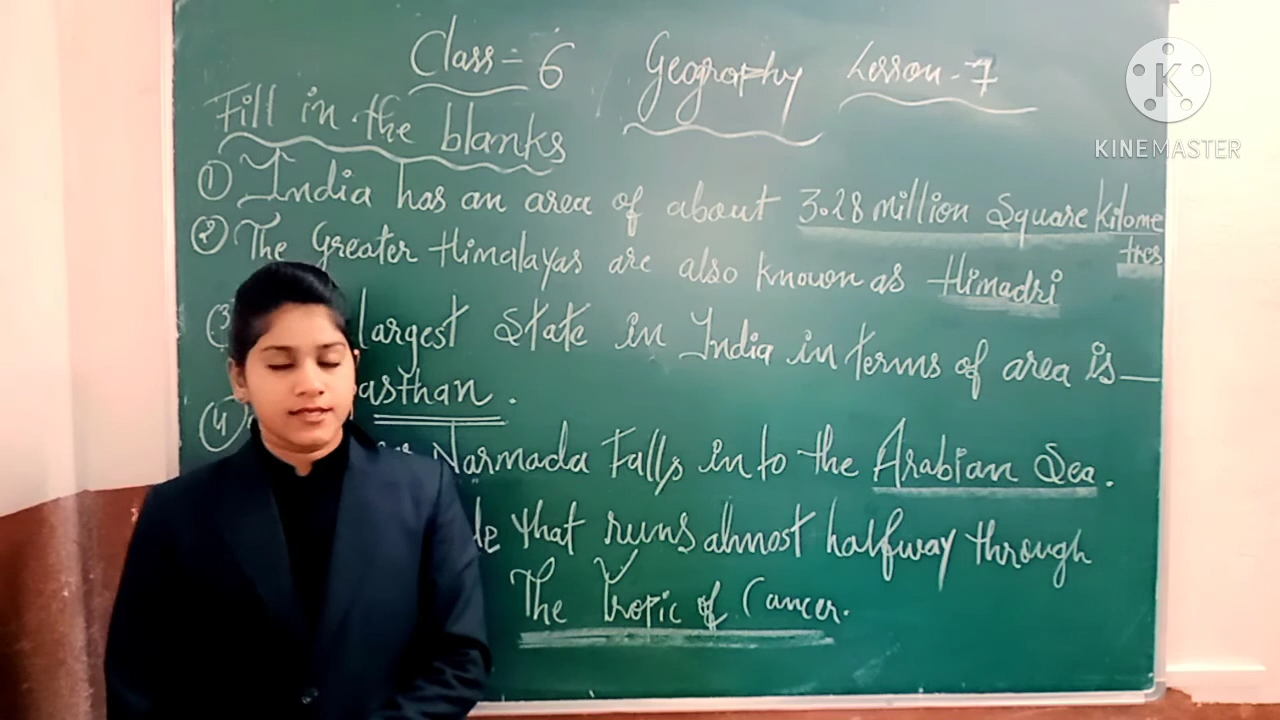 Class - 6 Geography Lesson - 7
Fill in the blanks
① India has an area of about 3.28 million Square Kilome
tres
② The Greater Himalayas are also known as Himadri
③ largest State in India in terms of area is —
asthan.
④ Narmada Falls into the Arabian Sea.
that runs almost halfway through
The Tropic of Cancer.
K
KINEMASTER